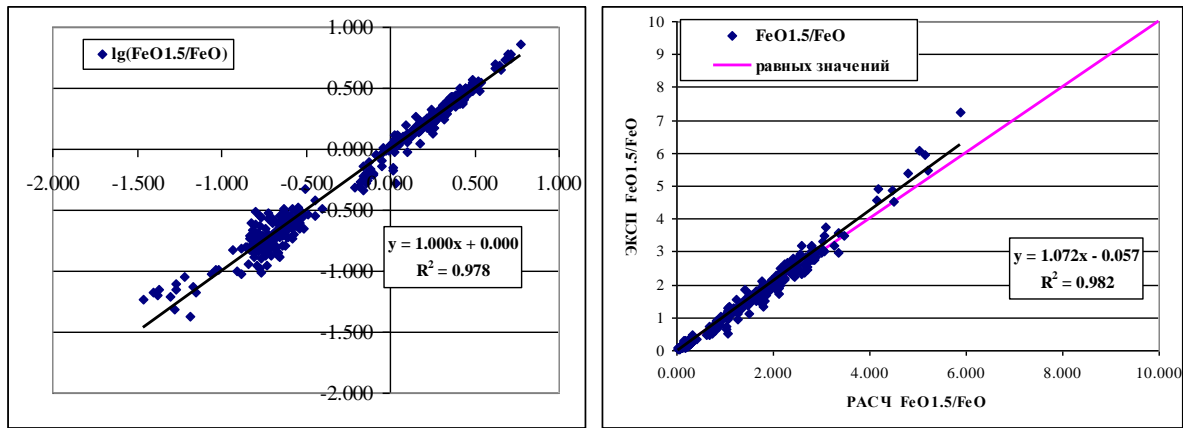 1.000
lg(FeO1.5/FeO)
0.500
0.000
-2.000 -1.500 -1.000 -0.500 0.000 0.500 1.000
-0.500
y = 1.000x + 0.000
R² = 0.978
-1.000
-1.500
-2.000
10
9
8
7
6
5
4
3
2
1
0
ЭКСП FeO1.5/FeO
FeO1.5/FeO
равных значений
y = 1.072x - 0.057
R² = 0.982
0.000 2.000 4.000 6.000 8.000 10.000
РАСЧ FeO1.5/FeO